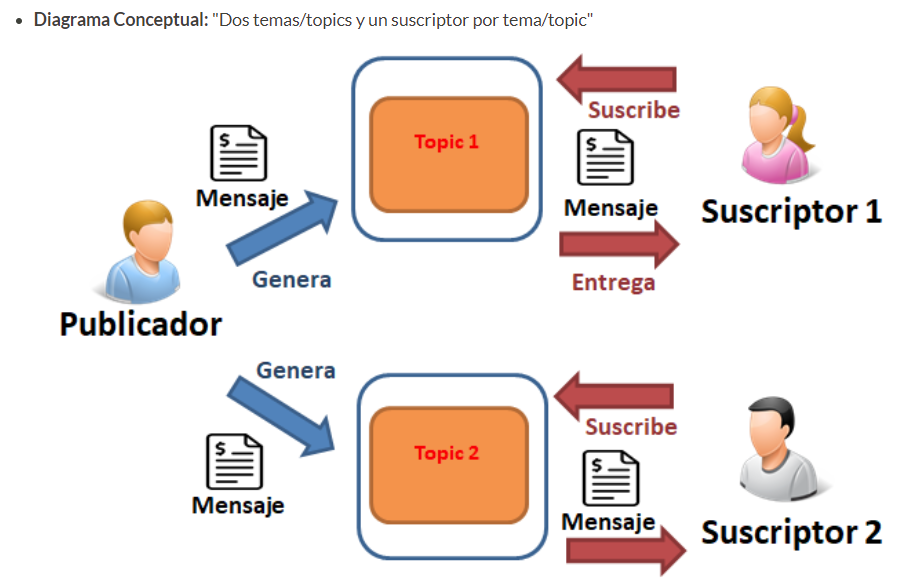 Diagrama Conceptual: "Dos temas/topics y un suscriptor por tema/topic"
Topic 1
Suscribe
$
Mensaje
$
Mensaje
Suscriptor 1
Genera
Entrega
Publicador
Genera
Topic 2
Suscribe
$
Mensaje
$
Mensaje
Suscriptor 2